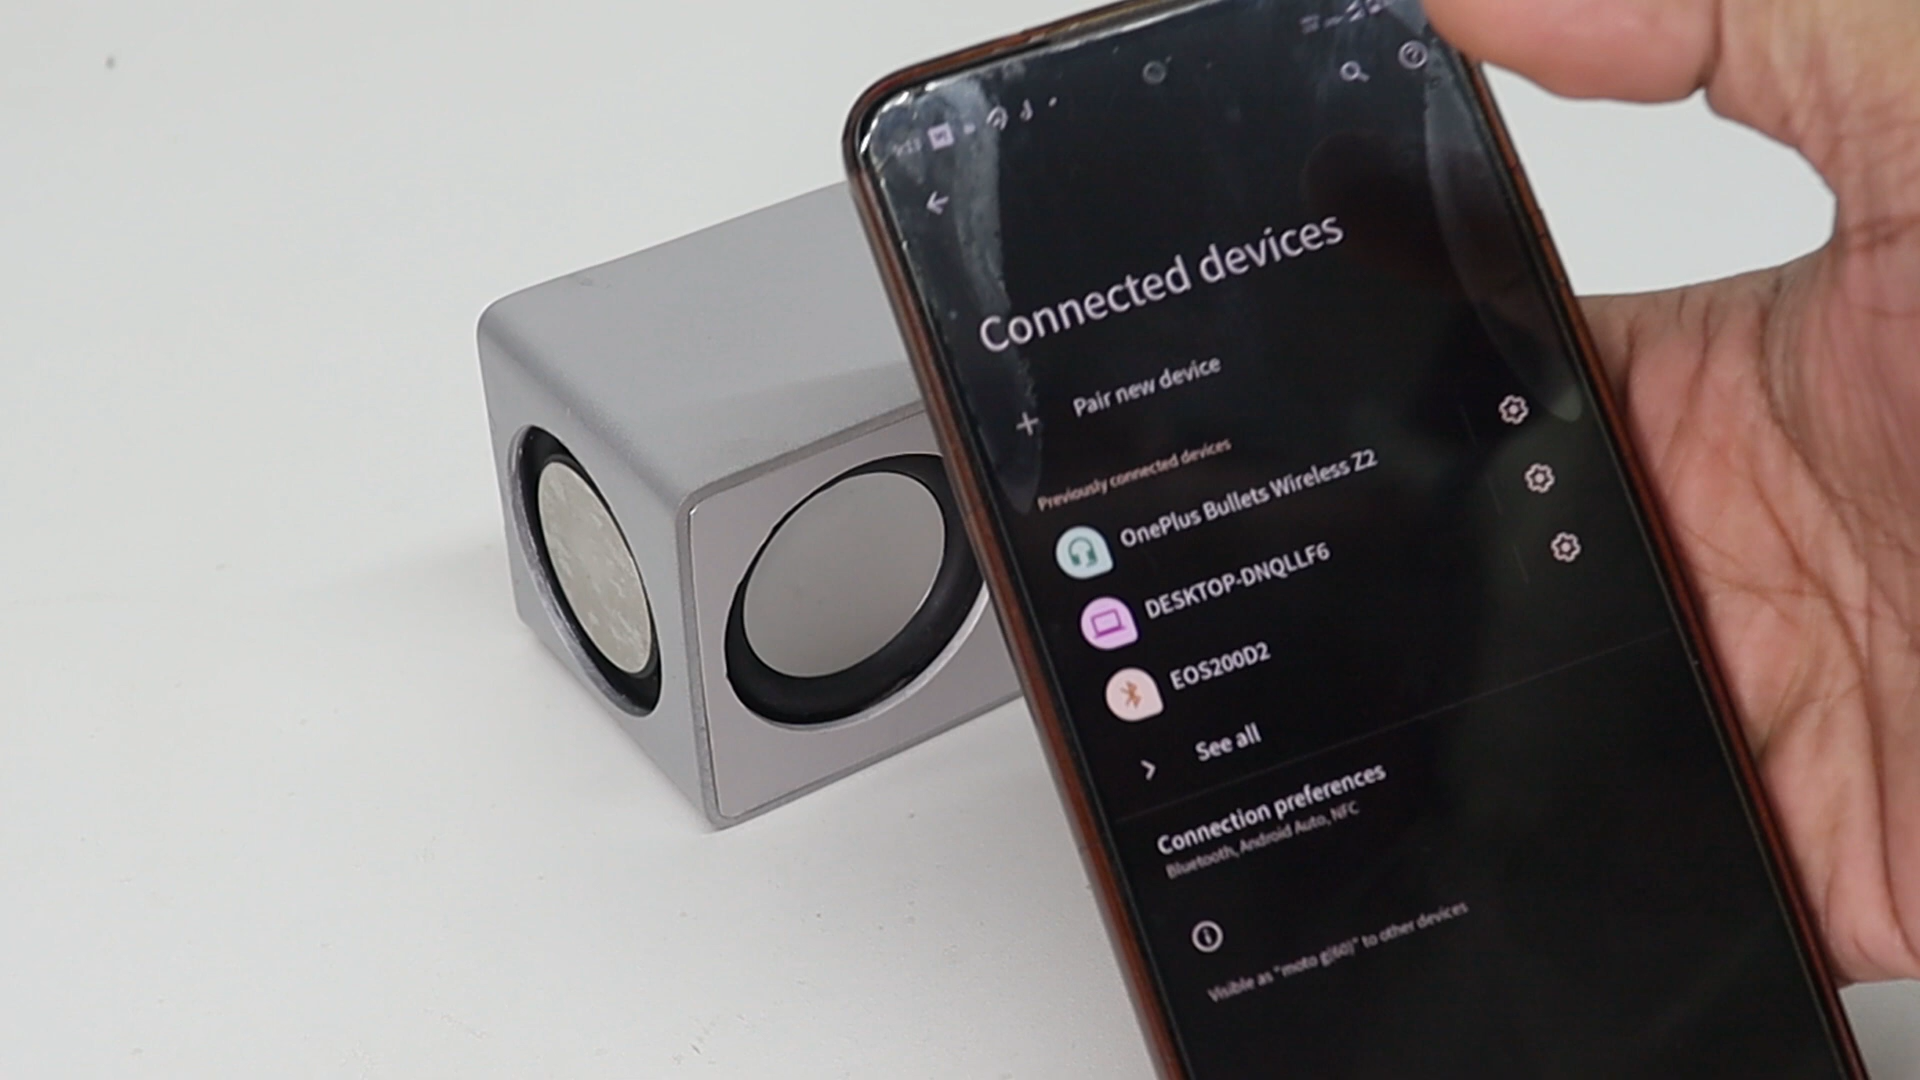 Connected devices
Pair new device
Previously connected devices
OnePlus Bullets Wireless Z2
DESKTOP-DNQLLF6
EOS200D2
See all
Connection preferences
Bluetooth, Android Auto, NFC
Visible as "moto g(60)" to other devices